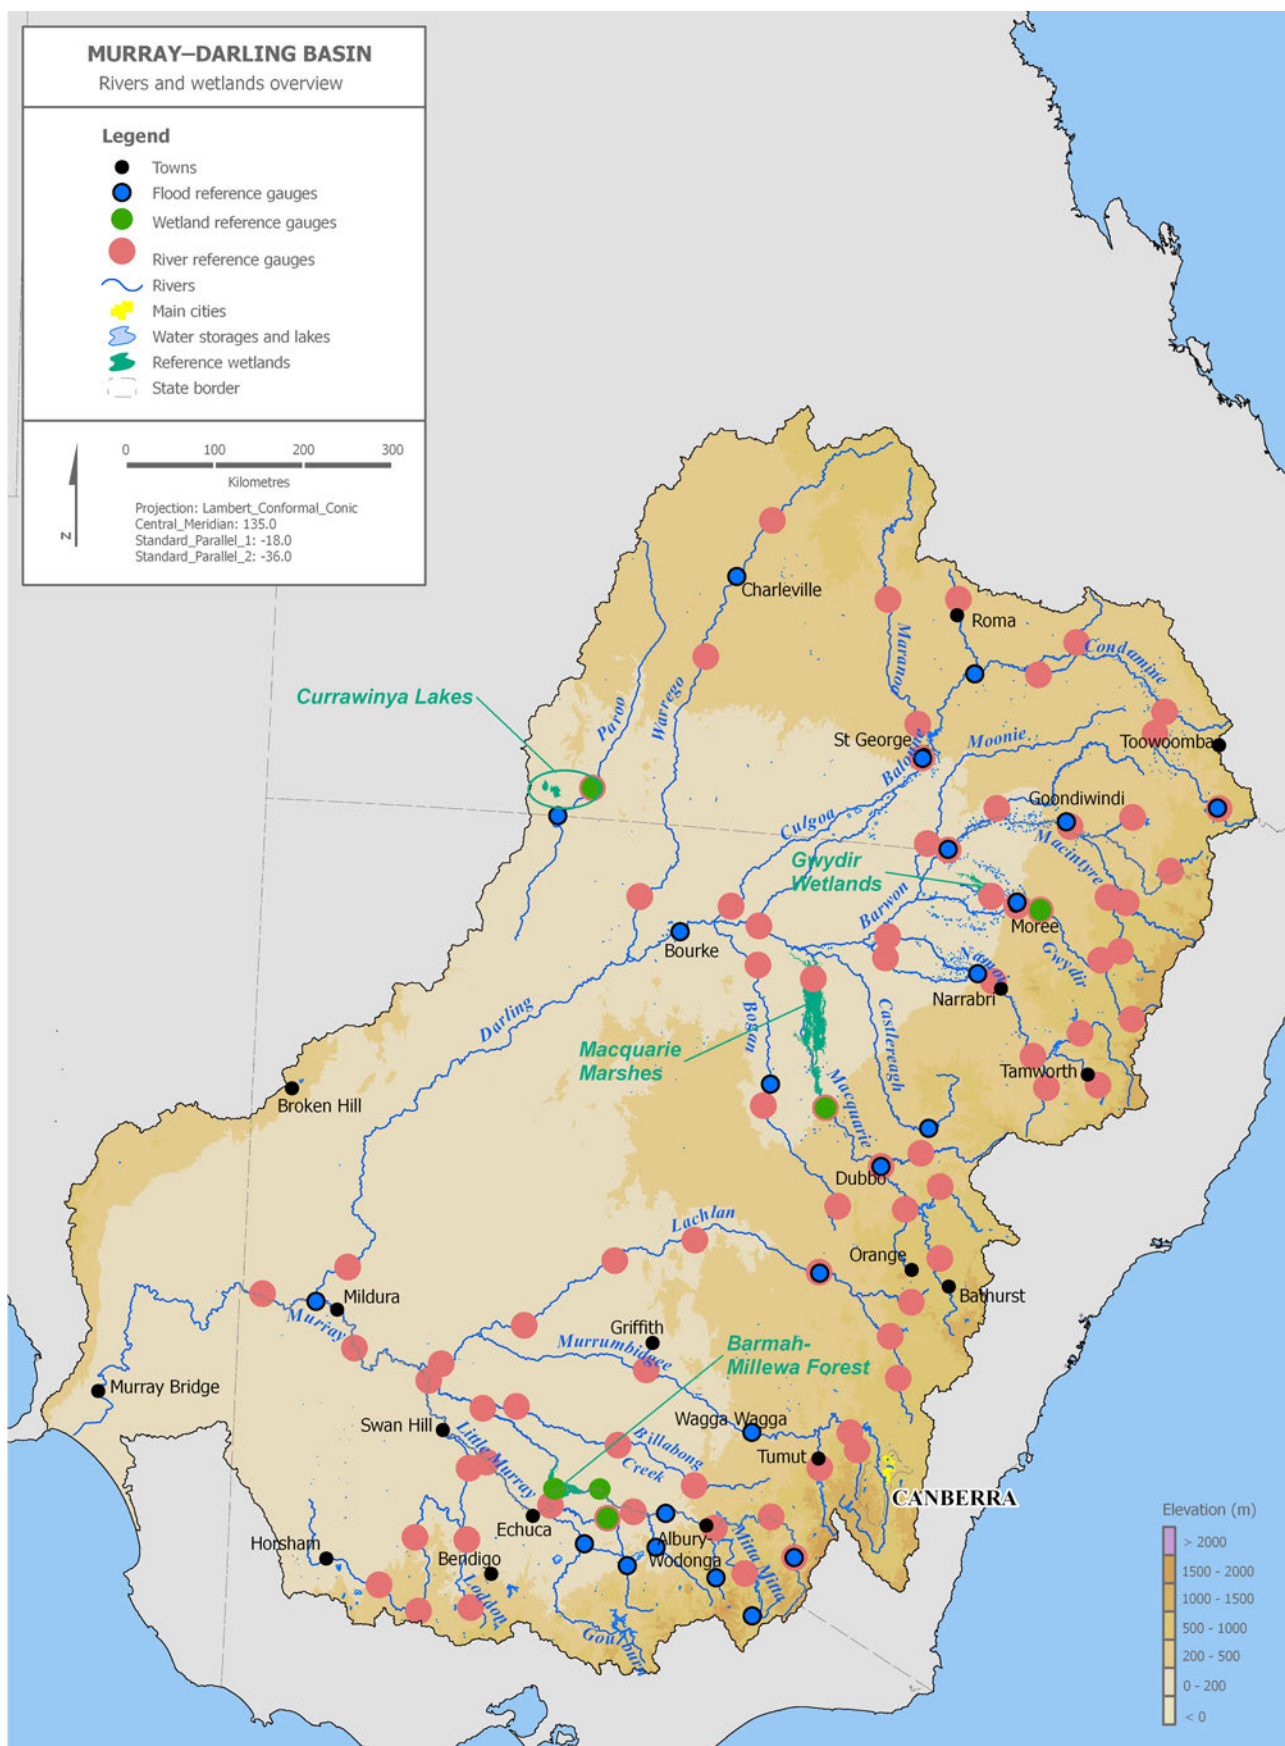 MURRAY–DARLING BASIN
Rivers and wetlands overview
Legend
Towns
Flood reference gauges
Wetland reference gauges
River reference gauges
Rivers
Main cities
Water storages and lakes
Reference wetlands
State border
0 100 200 300
Kilometres
N
Projection: Lambert_Conformal_Conic
Central_Meridian: 135.0
Standard_Parallel_1: -18.0
Standard_Parallel_2: -36.0
Charleville
Roma
Maranoa
Condamine
Currawinya Lakes
Paroo
Warrego
St George
Balonne
Moonie
Toowoomba
Culgoa
Goondiwindi
Macintyre
Gwydir
Wetlands
Barwon
Moree
Bourke
Namoi
Gwydir
Narrabri
Darling
Bogan
Castlereagh
Macquarie
Marshes
Tamworth
Broken Hill
Macquarie
Dubbo
Lachlan
Orange
Bathurst
Mildura
Murray
Griffith
Murrumbidgee
Barmah-
Millewa Forest
Murray Bridge
Swan Hill
Wagga Wagga
Tumut
Little Murray
Billabong
Creek
CANBERRA
Echuca
Albury-
Wodonga
Mitta Mitta
Horsham
Bendigo
Loddon
Goulburn
Elevation (m)
> 2000
1500 - 2000
1000 - 1500
500 - 1000
200 - 500
0 - 200
< 0